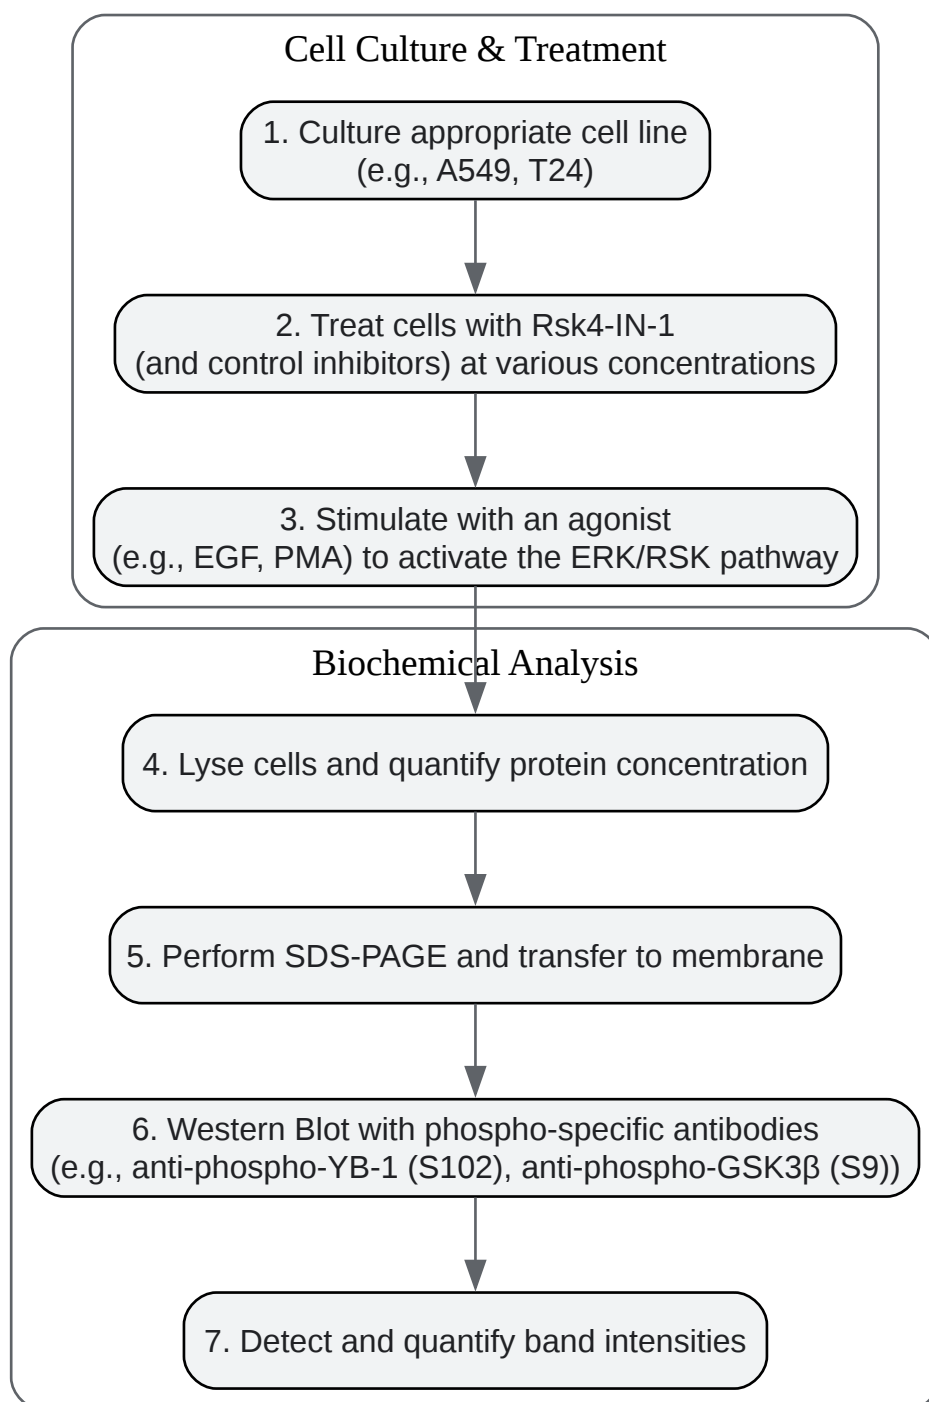 Cell Culture & Treatment
1. Culture appropriate cell line
(e.g., A549, T24)
2. Treat cells with Rsk4-IN-1
(and control inhibitors) at various concentrations
3. Stimulate with an agonist
(e.g., EGF, PMA) to activate the ERK/RSK pathway
Biochemical Analysis
4. Lyse cells and quantify protein concentration
5. Perform SDS-PAGE and transfer to membrane
6. Western Blot with phospho-specific antibodies
(e.g., anti-phospho-YB-1 (S102), anti-phospho-GSK3β (S9))
7. Detect and quantify band intensities